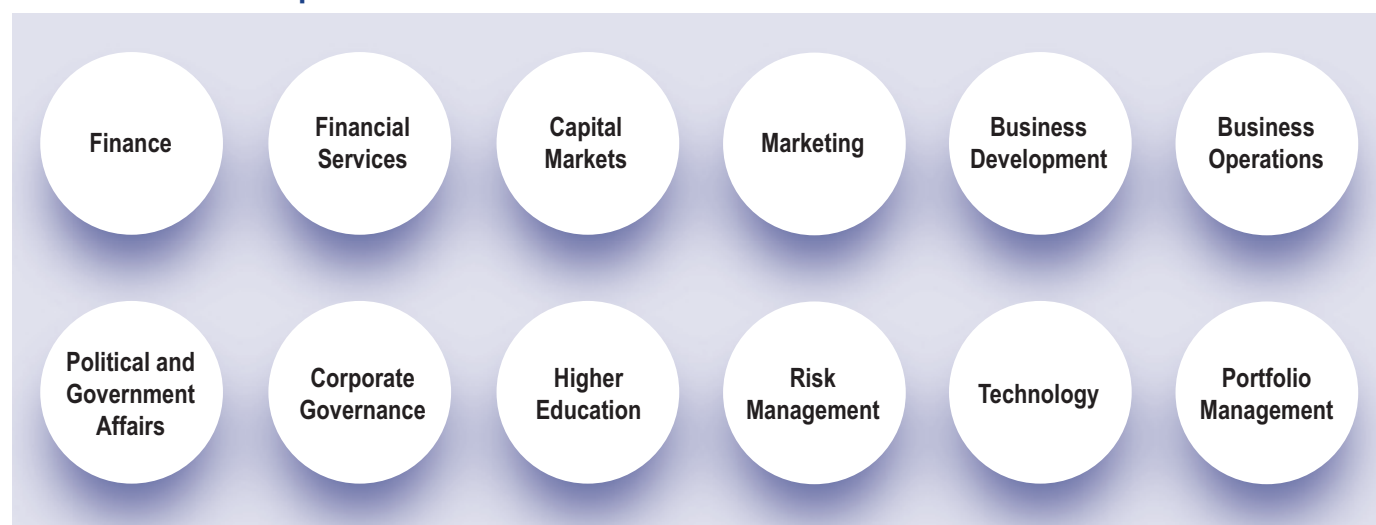 Finance
Financial
Services
Capital
Markets
Marketing
Business
Development
Business
Operations
Political and
Government
Affairs
Corporate
Governance
Higher
Education
Risk
Management
Technology
Portfolio
Management